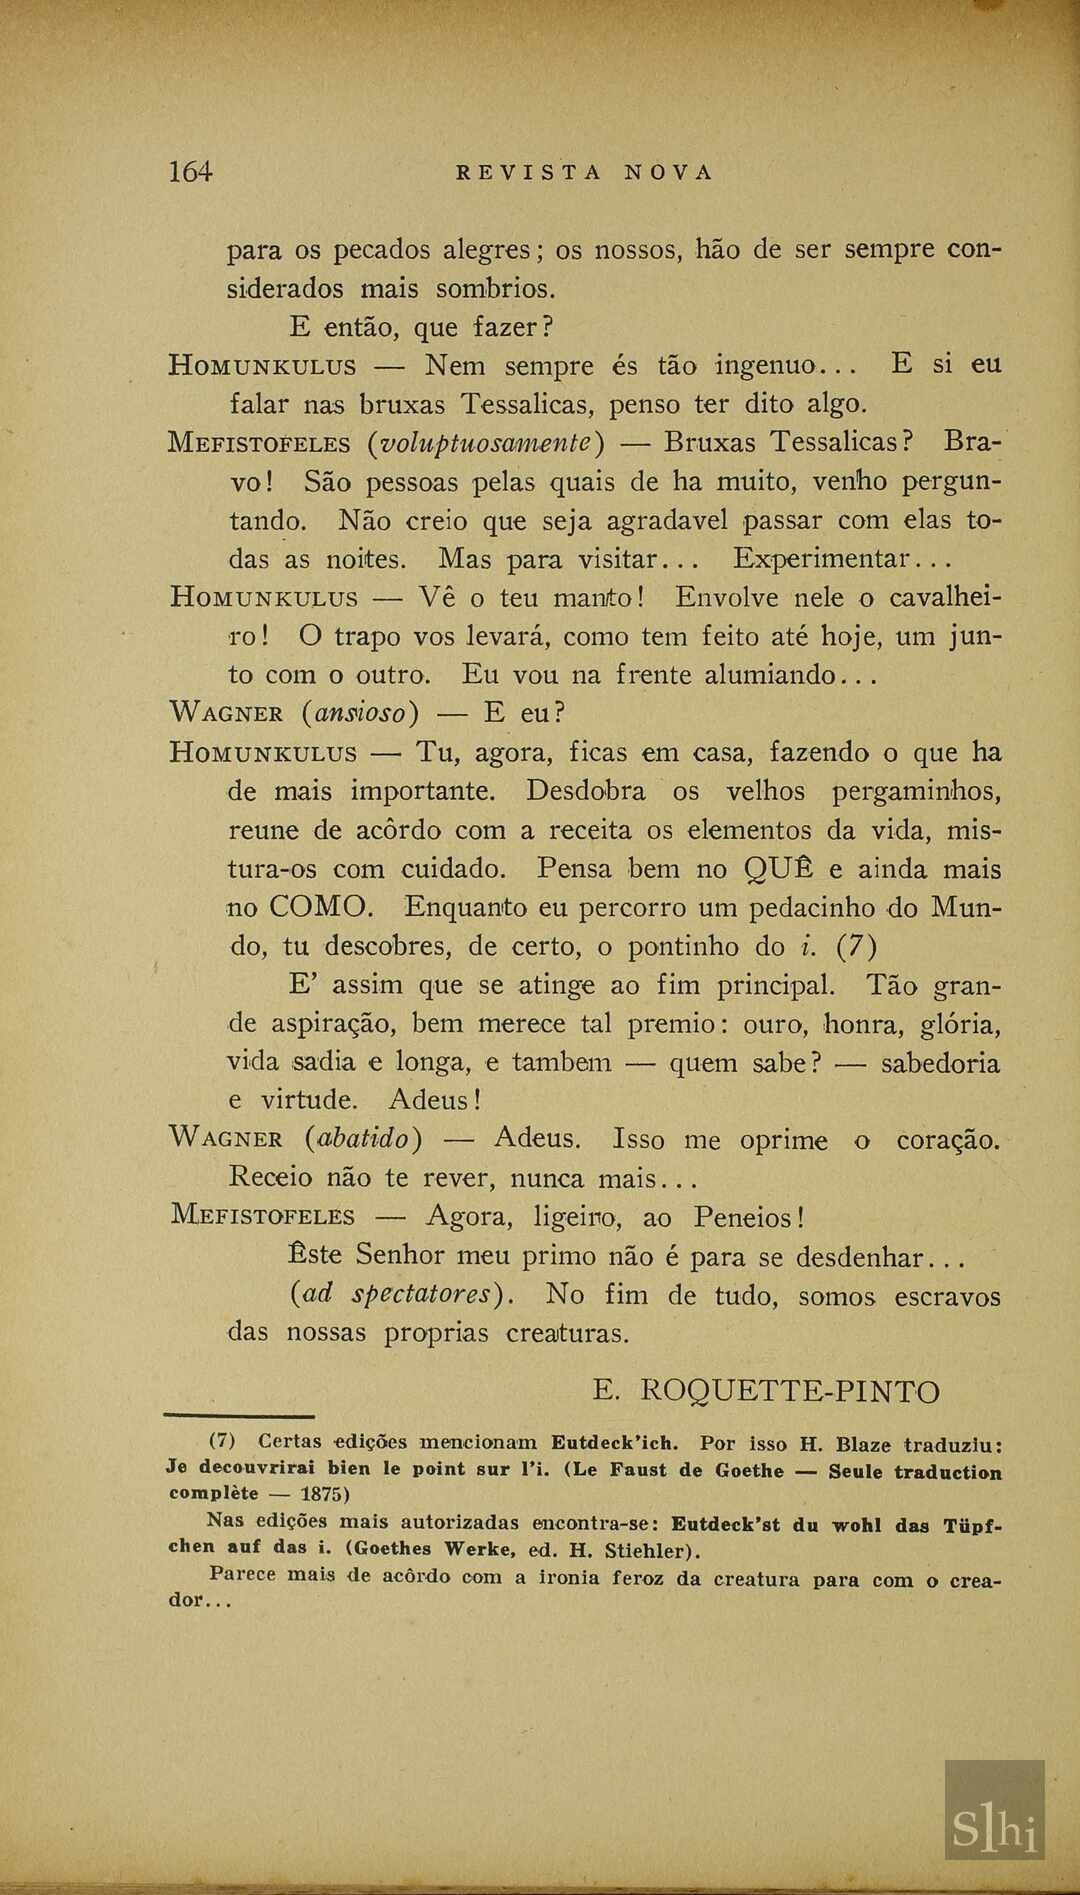 164 REVISTA NOVA
para os pecados alegres; os nossos, hão de ser sempre con-
siderados mais sombrios.
E então, que fazer?
HOMUNKULUS — Nem sempre és tão ingenuo... E si eu
falar nas bruxas Tessalicas, penso ter dito algo.
MEFISTOFELES (voluptuosamente) — Bruxas Tessalicas? Bra-
vo! São pessoas pelas quais de ha muito, venho pergun-
tando. Não creio que seja agradavel passar com elas to-
das as noites. Mas para visitar... Experimentar...
HOMUNKULUS — Vê o teu manto! Envolve nele o cavalhei-
ro! O trapo vos levará, como tem feito até hoje, um jun-
to com o outro. Eu vou na frente alumiando...
WAGNER (ansioso) — E eu?
HOMUNKULUS — Tu, agora, ficas em casa, fazendo o que ha
de mais importante. Desdobra os velhos pergaminhos,
reune de acôrdo com a receita os elementos da vida, mis-
tura-os com cuidado. Pensa bem no QUÊ e ainda mais
no COMO. Enquanto eu percorro um pedacinho do Mun-
do, tu descobres, de certo, o pontinho do i. (7)
E' assim que se atinge ao fim principal. Tão gran-
de aspiração, bem merece tal premio: ouro, honra, glória,
vida sadia e longa, e tambem — quem sabe? — sabedoria
e virtude. Adeus!
WAGNER (abatido) — Adeus. Isso me oprime o coração.
Receio não te rever, nunca mais...
MEFISTOFELES — Agora, ligeiro, ao Peneios!
Êste Senhor meu primo não é para se desdenhar...
(ad spectatores). No fim de tudo, somos escravos
das nossas proprias creaturas.
E. ROQUETTE-PINTO
(7) Certas edições mencionam Eutdeck'ich. Por isso H. Blaze traduziu:
Je decouvrirai bien le point sur l'i. (Le Faust de Goethe — Seule traduction
complète — 1875)
Nas edições mais autorizadas encontra-se: Eutdeck'st du wohl das Tüpf-
chen auf das i. (Goethes Werke, ed. H. Stiehler).
Parece mais de acôrdo com a ironia feroz da creatura para com o crea-
dor...
slhi